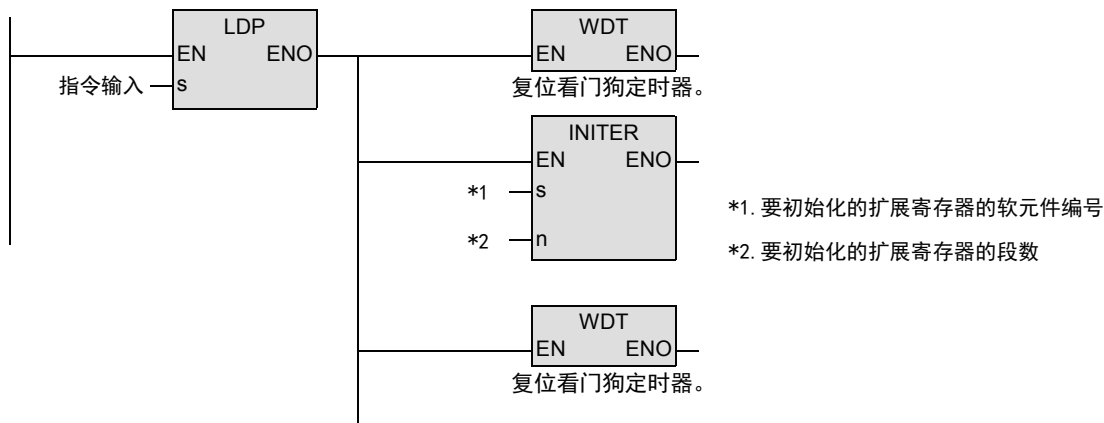 LDP
EN ENO
指令输入 s
WDT
EN ENO
复位看门狗定时器。
INITER
EN ENO
*1 s
*2 n
*1.要初始化的扩展寄存器的软元件编号
*2.要初始化的扩展寄存器的段数
WDT
EN ENO
复位看门狗定时器。